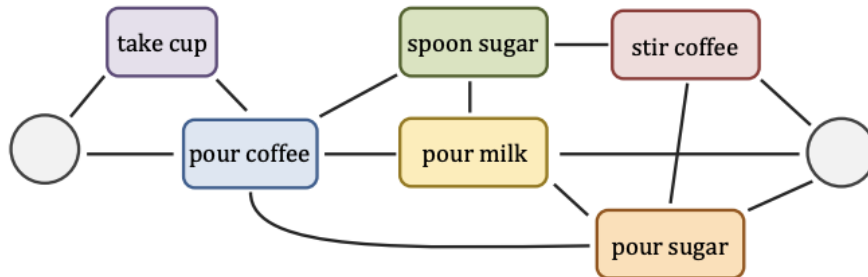 take cup
spoon sugar
stir coffee
pour coffee
pour milk
pour sugar